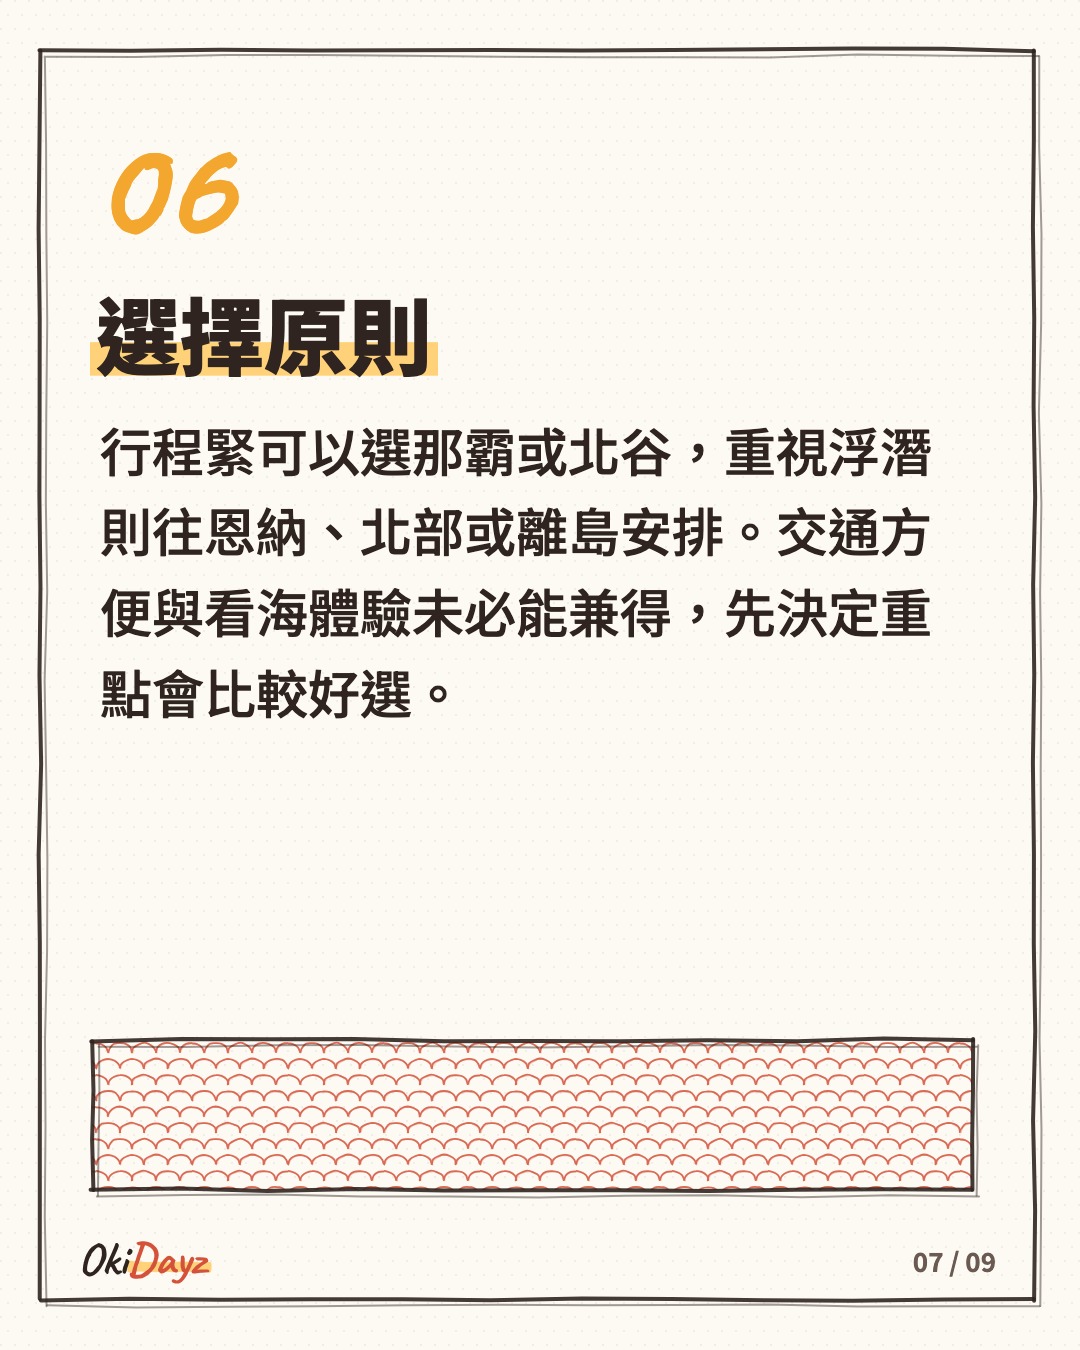 06
選擇原則
行程緊可以選那霸或北谷，重視浮潛
則往恩納、北部或離島安排。交通方
便與看海體驗未必能兼得，先決定重
點會比較好選。
OkiDayz
07 / 09